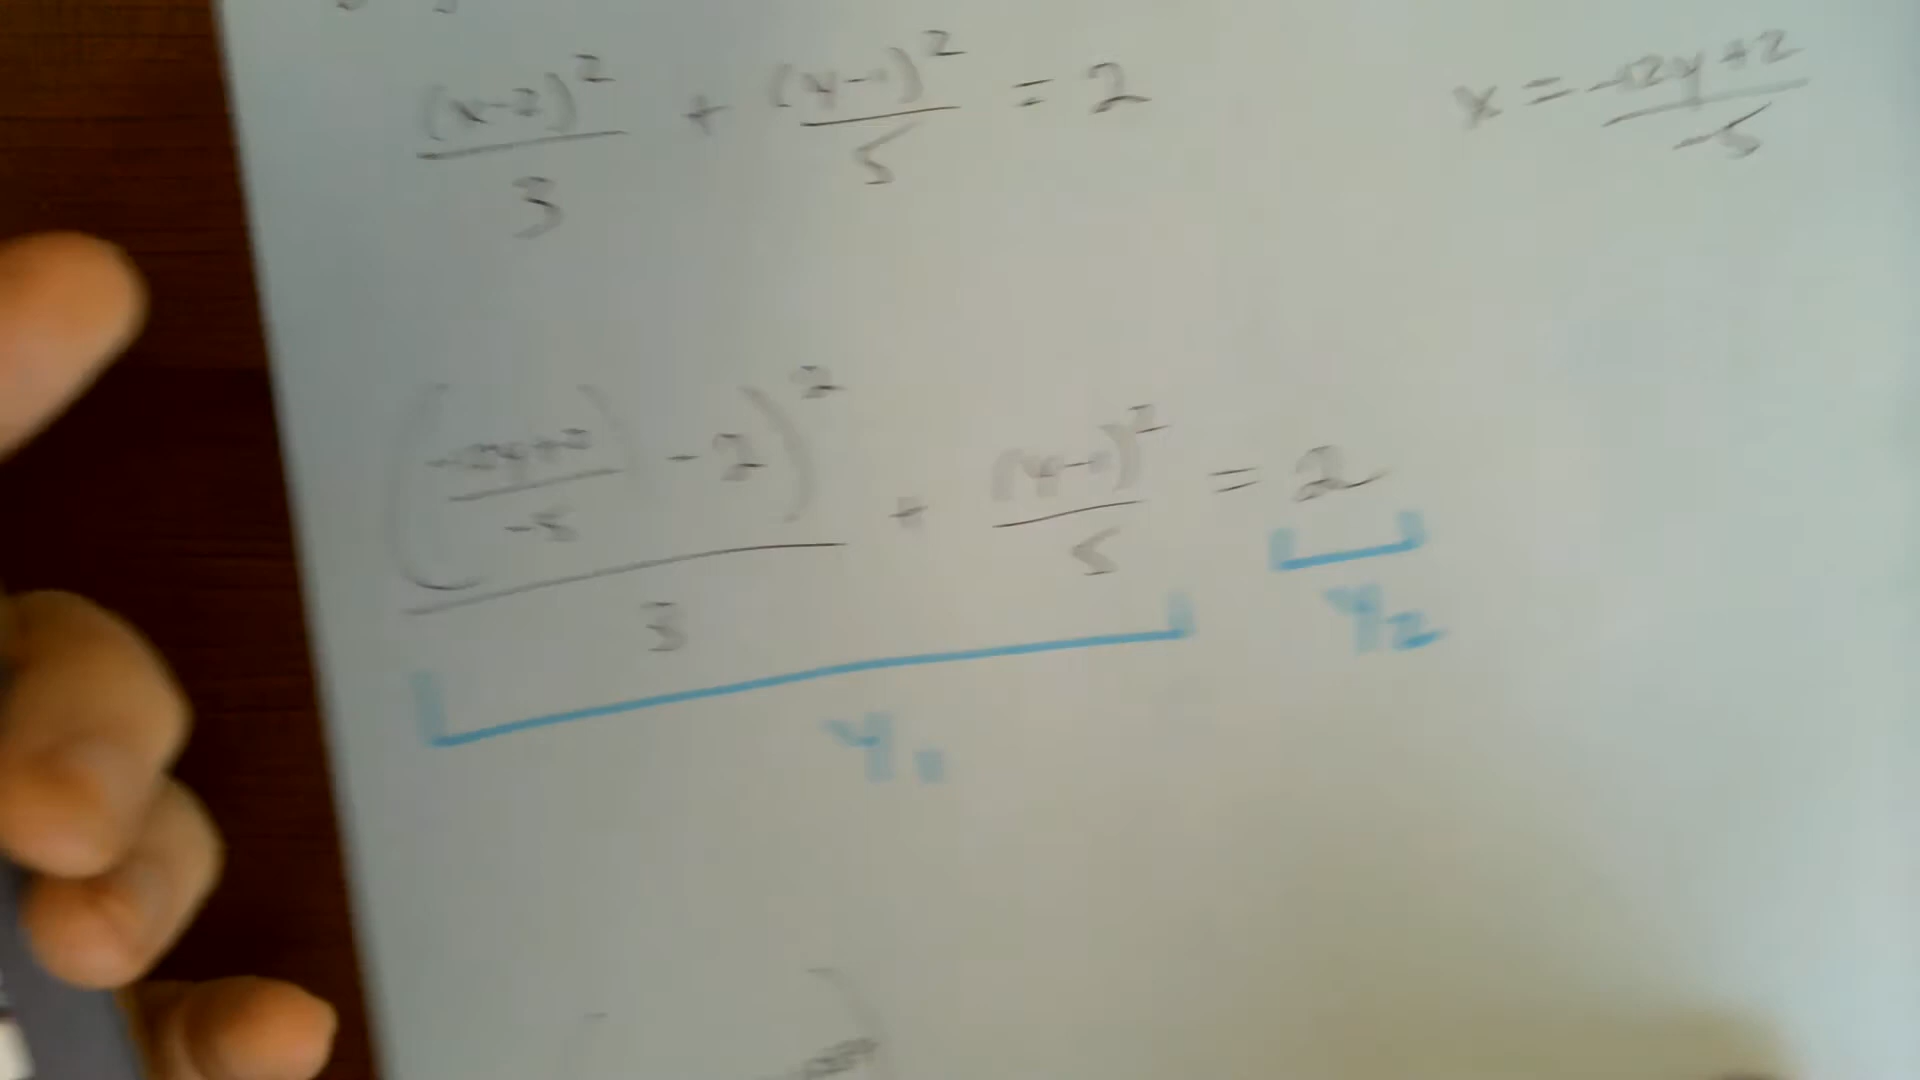 (x-2)²/3 + (y-1)²/5 = 2
x = -12y+2/-5
((-12y+2/-5) -2)²/3 + (y-1)²/5 = 2
y₂
y₁